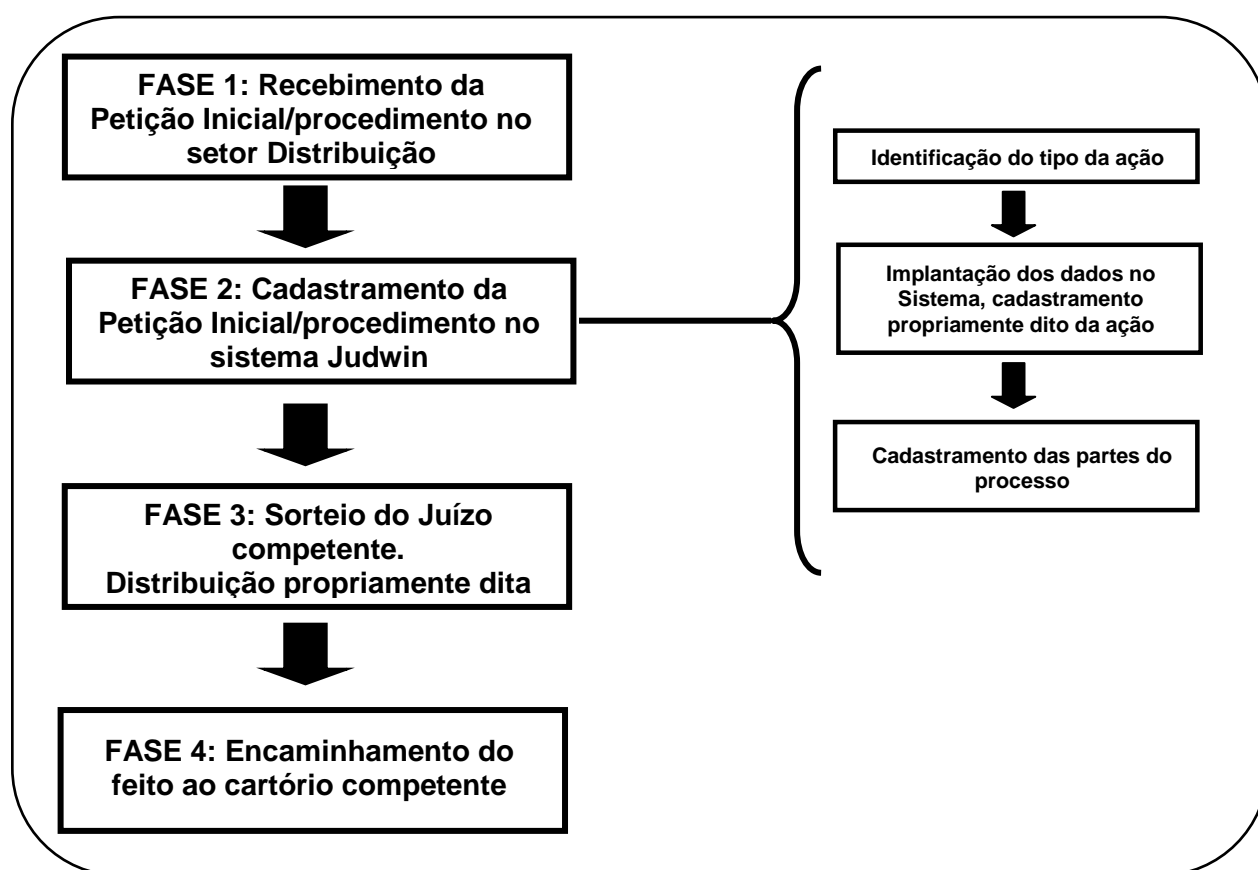 FASE 1: Recebimento da
Petição Inicial/procedimento no
setor Distribuição
FASE 2: Cadastramento da
Petição Inicial/procedimento no
sistema Judwin
FASE 3: Sorteio do Juízo
competente.
Distribuição propriamente dita
FASE 4: Encaminhamento do
feito ao cartório competente
Identificação do tipo da ação
Implantação dos dados no
Sistema, cadastramento
propriamente dito da ação
Cadastramento das partes do
processo